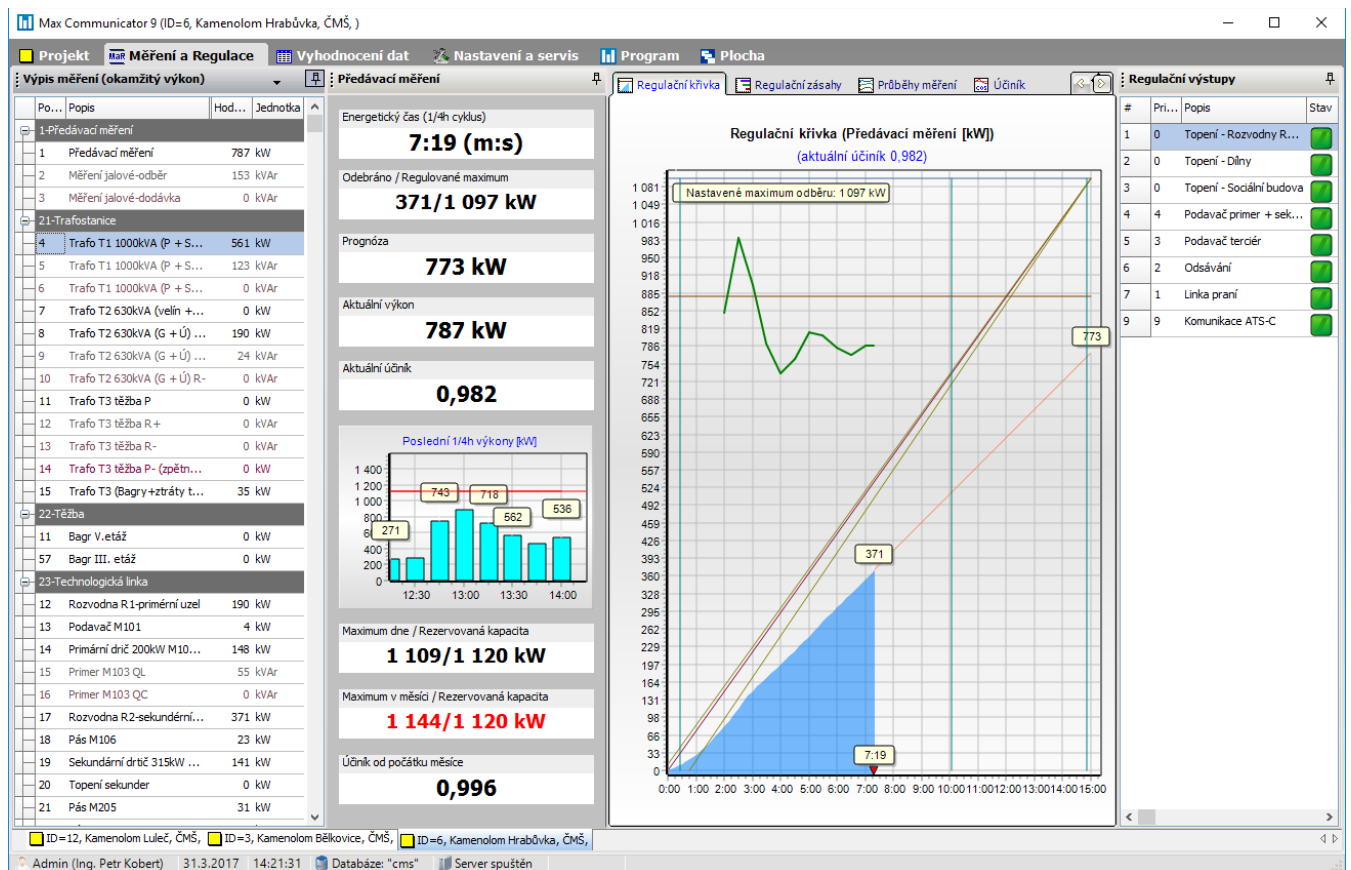 Max Communicator 9 (ID=6, Kamenolom Hrabůvka, ČMŠ, )
Projekt MaR Měření a Regulace Vyhodnocení dat Nastavení a servis Program Plocha
Výpis měření (okamžitý výkon)
Po... Popis Hod... Jednotka
1-Předávací měření
1 Předávací měření 787 kW
2 Měření jalové-odběr 153 kVAr
3 Měření jalové-dodávka 0 kVAr
21-Trafostanice
4 Trafo T1 1000kVA (P + S... 561 kW
5 Trafo T1 1000kVA (P + S... 123 kVAr
6 Trafo T1 1000kVA (P + S... 0 kVAr
7 Trafo T2 630kVA (velín +... 0 kW
8 Trafo T2 630kVA (G + Ú) ... 190 kW
9 Trafo T2 630kVA (G + Ú) ... 24 kVAr
10 Trafo T2 630kVA (G + Ú) R- 0 kVAr
11 Trafo T3 těžba P 0 kW
12 Trafo T3 těžba R+ 0 kVAr
13 Trafo T3 těžba R- 0 kVAr
14 Trafo T3 těžba P- (zpětn... 0 kW
15 Trafo T3 (Bagry+ztráty t... 35 kW
22-Těžba
11 Bagr V.etáž 0 kW
57 Bagr III. etáž 0 kW
23-Technologická linka
12 Rozvodna R1-primérní uzel 190 kW
13 Podavač M101 4 kW
14 Primární drič 200kW M10... 148 kW
15 Primer M103 QL 55 kVAr
16 Primer M103 QC 0 kVAr
17 Rozvodna R2-sekundérní... 371 kW
18 Pás M106 23 kW
19 Sekundární drtič 315kW ... 141 kW
20 Topení sekunder 0 kW
21 Pás M205 31 kW
Předávací měření
Energetický čas (1/4h cyklus)
7:19 (m:s)
Odebráno / Regulované maximum
371/1 097 kW
Prognóza
773 kW
Aktuální výkon
787 kW
Aktuální účiník
0,982
Poslední 1/4h výkony [kW]
1 400
1 200
1 000
800
600
400
200
0
271
743
718
562
536
12:30 13:00 13:30 14:00
Maximum dne / Rezervovaná kapacita
1 109/1 120 kW
Maximum v měsíci / Rezervovaná kapacita
1 144/1 120 kW
Účiník od počátku měsíce
0,996
Regulační křivka Regulační zásahy Průběhy měření cos Účiník
Regulační křivka (Předávací měření [kW])
(aktuální účiník 0,982)
Nastavené maximum odběru: 1 097 kW
1 081
1 049
1 016
983
950
918
885
852
819
786
754
721
688
655
623
590
557
524
492
459
426
393
360
328
295
262
229
197
164
131
98
66
33
0
773
371
7:19
0:00 1:00 2:00 3:00 4:00 5:00 6:00 7:00 8:00 9:00 10:00 11:00 12:00 13:00 14:00 15:00
Regulační výstupy
# Pri... Popis Stav
1 0 Topení - Rozvodny R...
2 0 Topení - Dílny
3 0 Topení - Sociální budova
4 4 Podavač primer + sek...
5 3 Podavač terciér
6 2 Odsávání
7 1 Linka praní
9 9 Komunikace ATS-C
ID=12, Kamenolom Luleč, ČMŠ, ID=3, Kamenolom Bělkovice, ČMŠ, ID=6, Kamenolom Hrabůvka, ČMŠ,
Admin (Ing. Petr Kobert) 31.3.2017 14:21:31 Databáze: "cms" Server spuštěn